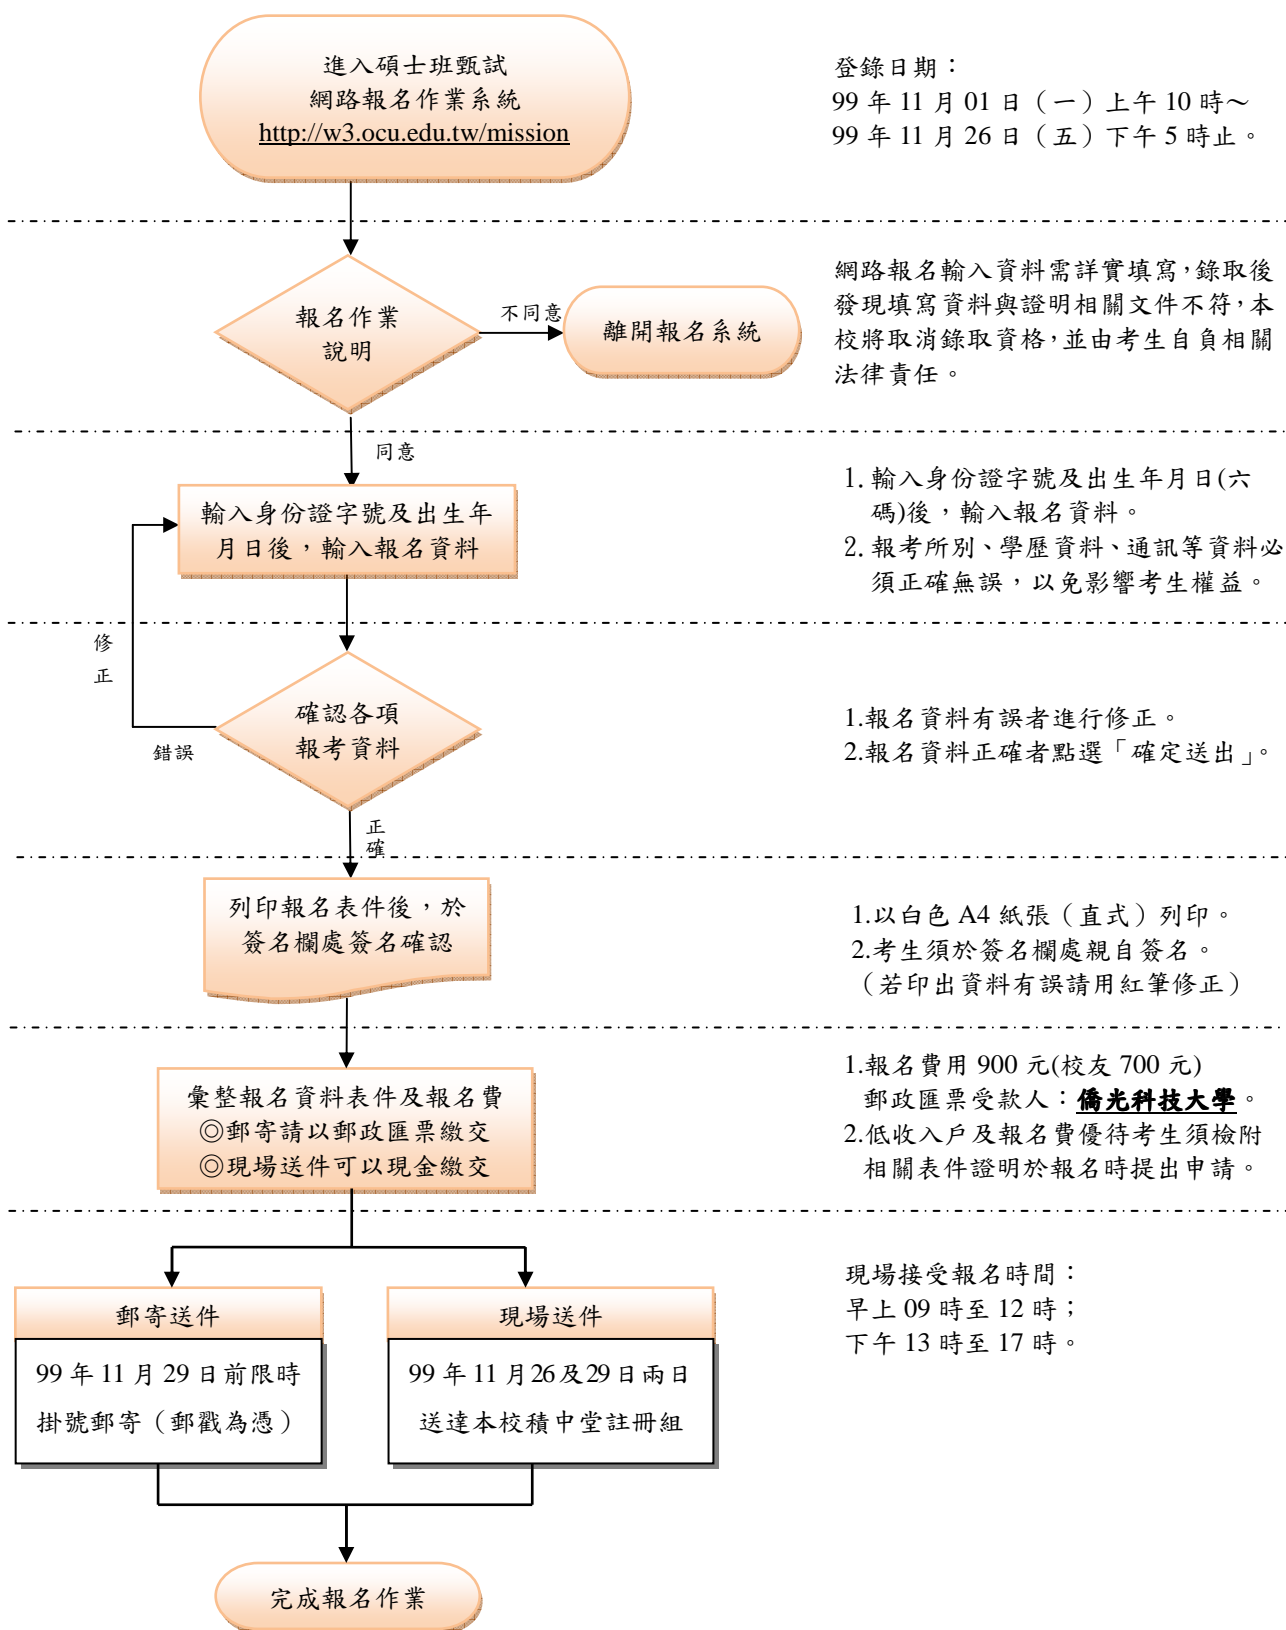 進入碩士班甄試
網路報名作業系統
http://w3.ocu.edu.tw/mission
登錄日期：
99 年 11 月 01 日（一）上午 10 時～
99 年 11 月 26 日（五）下午 5 時止。
報名作業
說明
不同意
離開報名系統
網路報名輸入資料需詳實填寫，錄取後
發現填寫資料與證明相關文件不符，本
校將取消錄取資格，並由考生自負相關
法律責任。
同意
輸入身份證字號及出生年
月日後，輸入報名資料
1. 輸入身份證字號及出生年月日(六
碼)後，輸入報名資料。
2. 報考所別、學歷資料、通訊等資料必
須正確無誤，以免影響考生權益。
修
正
確認各項
報考資料
錯誤
1.報名資料有誤者進行修正。
2.報名資料正確者點選「確定送出」。
正
確
列印報名表件後，於
簽名欄處簽名確認
1.以白色 A4 紙張（直式）列印。
2.考生須於簽名欄處親自簽名。
（若印出資料有誤請用紅筆修正）
彙整報名資料表件及報名費
◎郵寄請以郵政匯票繳交
◎現場送件可以現金繳交
1.報名費用 900 元(校友 700 元)
郵政匯票受款人：僑光科技大學。
2.低收入戶及報名費優待考生須檢附
相關表件證明於報名時提出申請。
郵寄送件
99 年 11 月 29 日前限時
掛號郵寄（郵戳為憑）
現場送件
99 年 11 月26及29日兩日
送達本校積中堂註冊組
現場接受報名時間：
早上 09 時至 12 時；
下午 13 時至 17 時。
完成報名作業